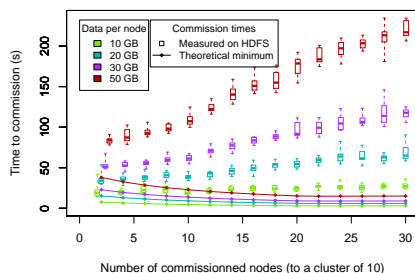 Data per node
10 GB
20 GB
30 GB
50 GB
Commission times
Measured on HDFS
Theoretical minimum
Time to commission (s)
0
50
100
150
200
0
5
10
15
20
25
30
Number of commissionned nodes (to a cluster of 10)